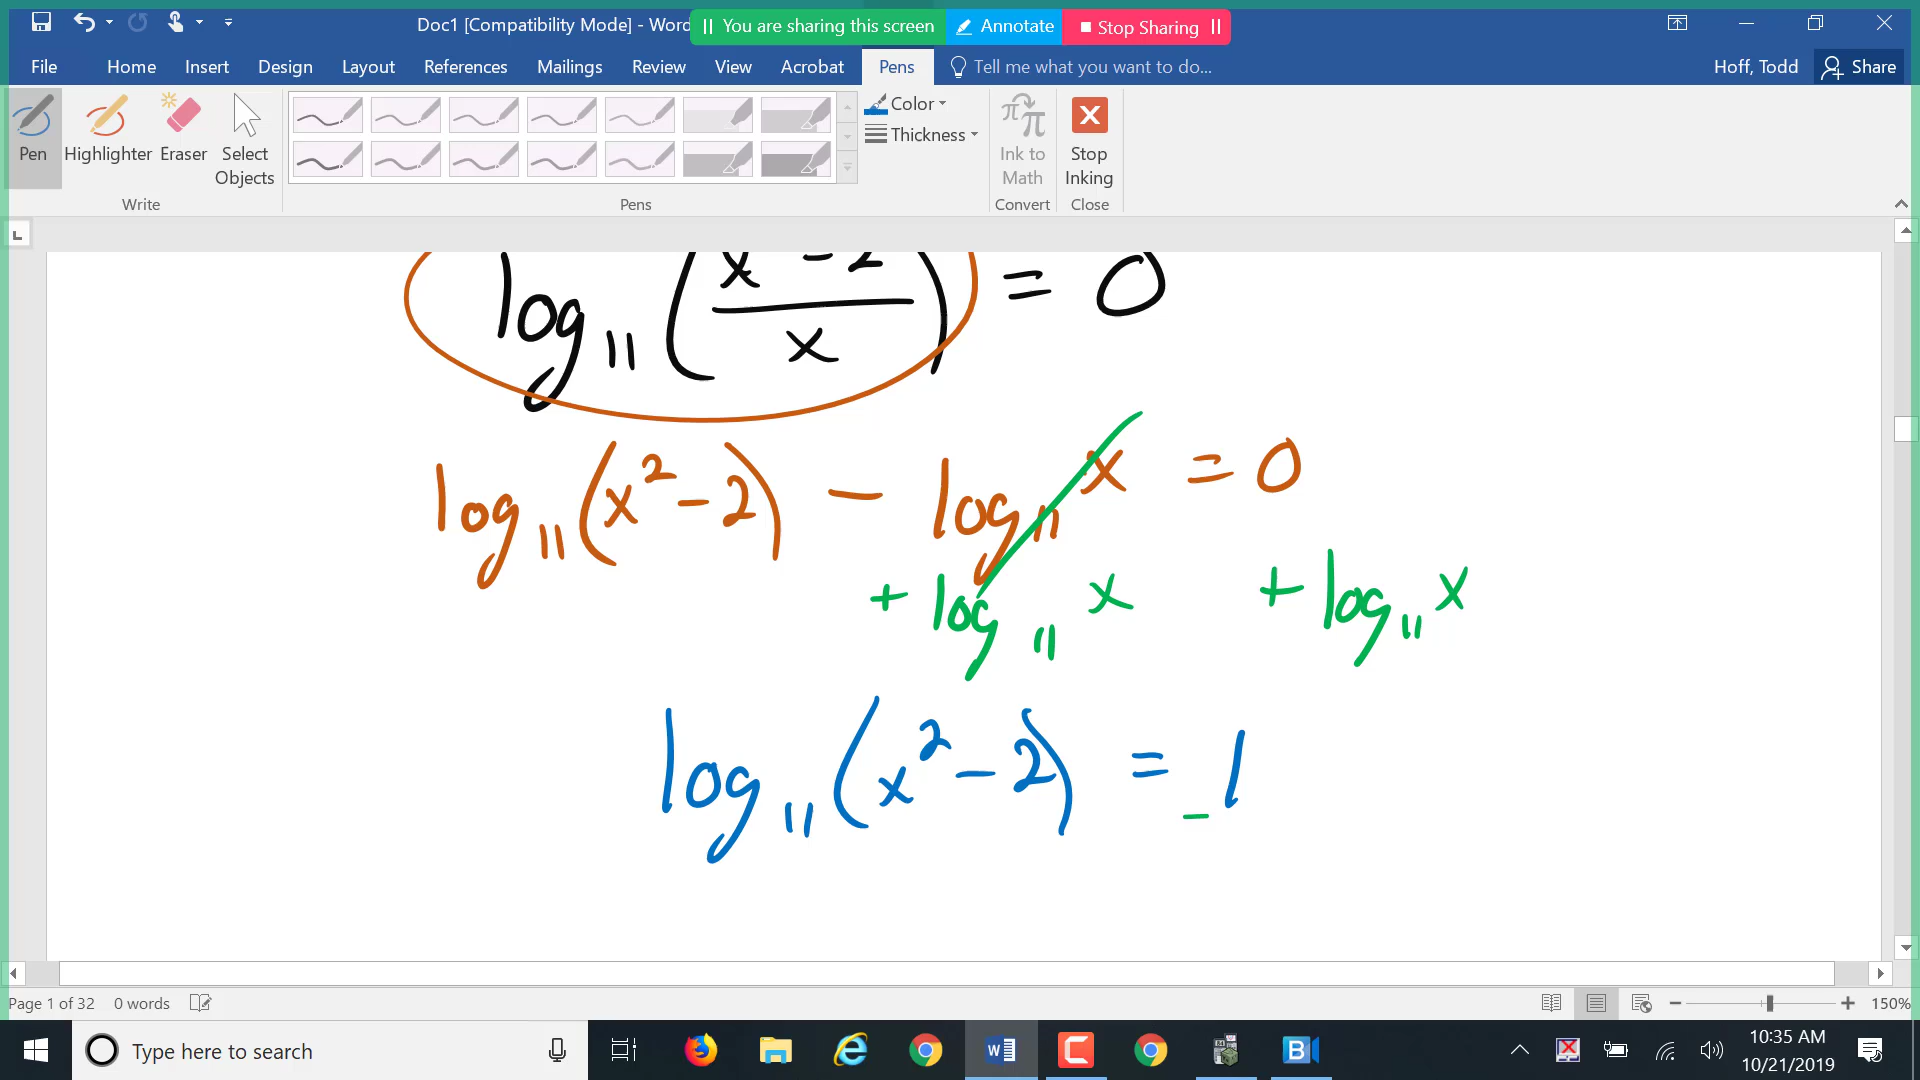 Doc1 [Compatibility Mode] - Word
You are sharing this screen
Annotate
Stop Sharing
File Home Insert Design Layout References Mailings Review View Acrobat Pens Tell me what you want to do... Hoff, Todd Share
Pen Highlighter Eraser Select Objects
Color
Thickness
Ink to Math
Stop Inking
Write Pens Convert Close
log₁₁( /x) = 0
log₁₁(x²-2) - log₁₁ x = 0
+ log₁₁ x + log₁₁ x
log₁₁(x²-2) = _l
Page 1 of 32 0 words 150%
Type here to search
10:35 AM
10/21/2019